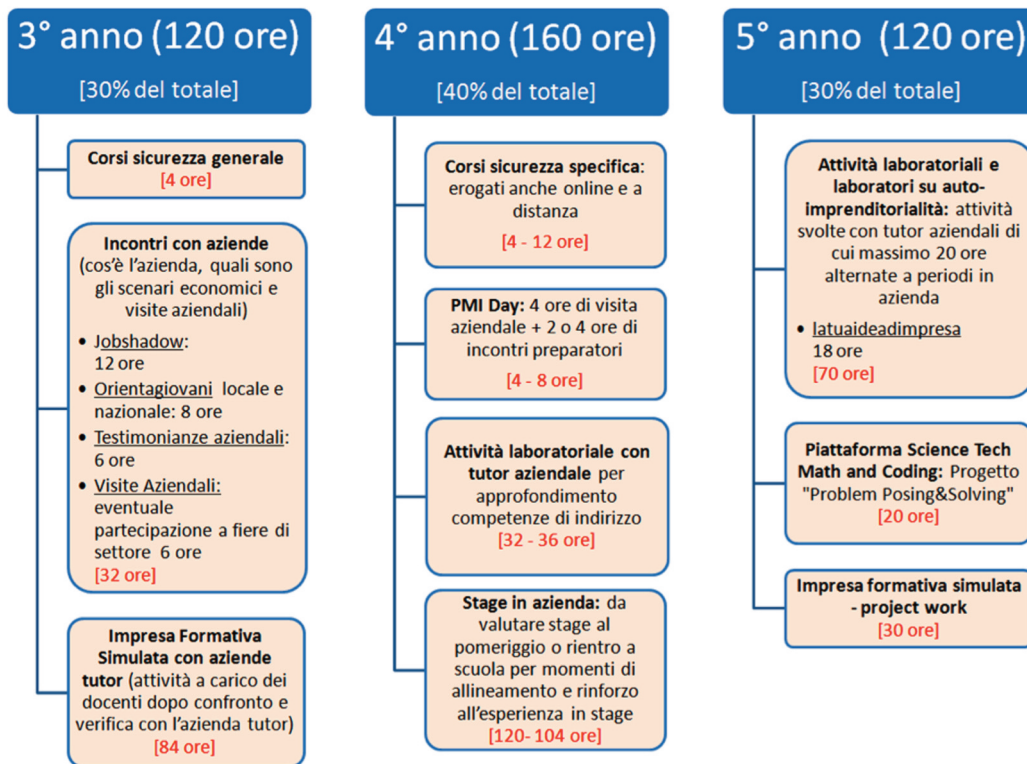 3° anno (120 ore)
[30% del totale]
Corsi sicurezza generale
[4 ore]
Incontri con aziende
(cos'è l'azienda, quali sono
gli scenari economici e
visite aziendali)
• Jobshadow:
12 ore
• Orientagiovani locale e
nazionale: 8 ore
• Testimonianze aziendali:
6 ore
• Visite Aziendali:
eventuale
partecipazione a fiere di
settore 6 ore
[32 ore]
Impresa Formativa
Simulata con aziende
tutor (attività a carico dei
docenti dopo confronto e
verifica con l'azienda tutor)
[84 ore]
4° anno (160 ore)
[40% del totale]
Corsi sicurezza specifica:
erogati anche online e a
distanza
[4 - 12 ore]
PMI Day: 4 ore di visita
aziendale + 2 o 4 ore di
incontri preparatori
[4 - 8 ore]
Attività laboratoriale con
tutor aziendale per
approfondimento
competenze di indirizzo
[32 - 36 ore]
Stage in azienda: da
valutare stage al
pomeriggio o rientro a
scuola per momenti di
allineamento e rinforzo
all'esperienza in stage
[120- 104 ore]
5° anno (120 ore)
[30% del totale]
Attività laboratoriali e
laboratori su auto-
imprenditorialità: attività
svolte con tutor aziendali di
cui massimo 20 ore
alternate a periodi in
azienda
• latuaideadimpresa
18 ore
[70 ore]
Piattaforma Science Tech
Math and Coding: Progetto
"Problem Posing&Solving"
[20 ore]
Impresa formativa simulata
- project work
[30 ore]